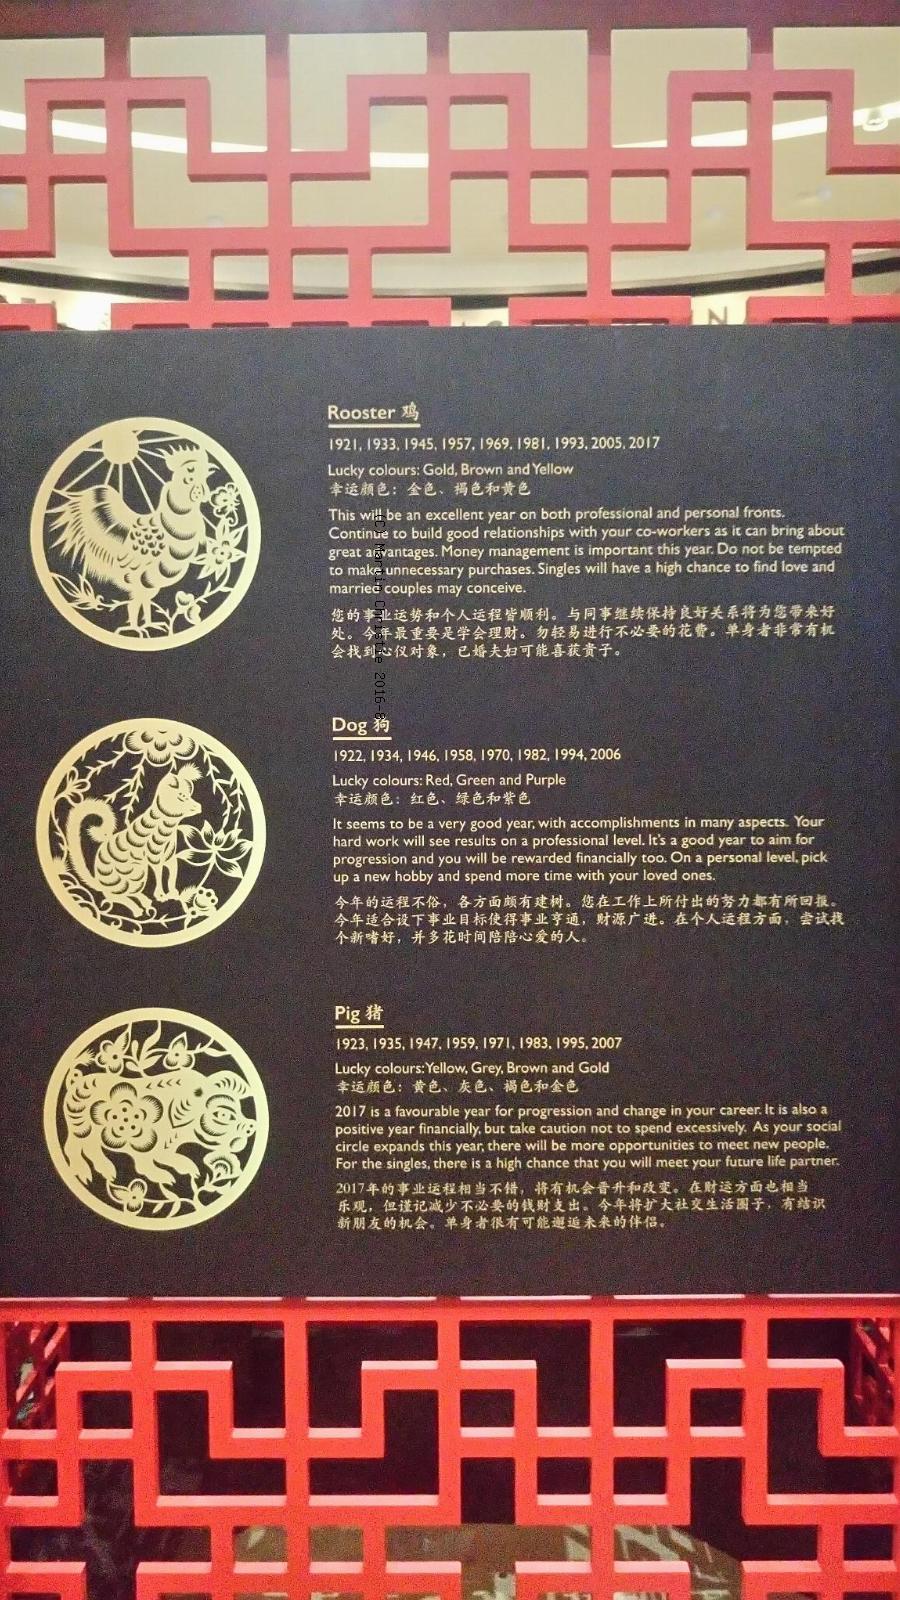 Rooster 鸡
1921, 1933, 1945, 1957, 1969, 1981, 1993, 2005, 2017
Lucky colours: Gold, Brown and Yellow
幸运颜色：金色、褐色和黄色
This will be an excellent year on both professional and personal fronts.
Continue to build good relationships with your co-workers as it can bring about
great advantages. Money management is important this year. Do not be tempted
to make unnecessary purchases. Singles will have a high chance to find love and
married couples may conceive.
您的事业运势和个人运程皆顺利。与同事继续保持良好关系将为您带来好
处。今年最重要是学会理财。勿轻易进行不必要的花费。单身者非常有机
会找到心仪对象，已婚夫妇可能喜获贵子。
Dog 狗
1922, 1934, 1946, 1958, 1970, 1982, 1994, 2006
Lucky colours: Red, Green and Purple
幸运颜色：红色、绿色和紫色
It seems to be a very good year, with accomplishments in many aspects. Your
hard work will see results on a professional level. It's a good year to aim for
progression and you will be rewarded financially too. On a personal level, pick
up a new hobby and spend more time with your loved ones.
今年的运程不俗，各方面颇有建树。您在工作上所付出的努力都有所回报。
今年适合设下事业目标使得事业亨通，财源广进。在个人运程方面，尝试找
个新嗜好，并多花时间陪陪心爱的人。
Pig 猪
1923, 1935, 1947, 1959, 1971, 1983, 1995, 2007
Lucky colours: Yellow, Grey, Brown and Gold
幸运颜色：黄色、灰色、褐色和金色
2017 is a favourable year for progression and change in your career. It is also a
positive year financially, but take caution not to spend excessively. As your social
circle expands this year, there will be more opportunities to meet new people.
For the singles, there is a high chance that you will meet your future life partner.
2017年的事业运程相当不错，将有机会晋升和改变。在财运方面也相当
乐观，但谨记减少不必要的钱财支出。今年将扩大社交生活圈子，有结识
新朋友的机会。单身者很有可能邂逅未来的伴侣。